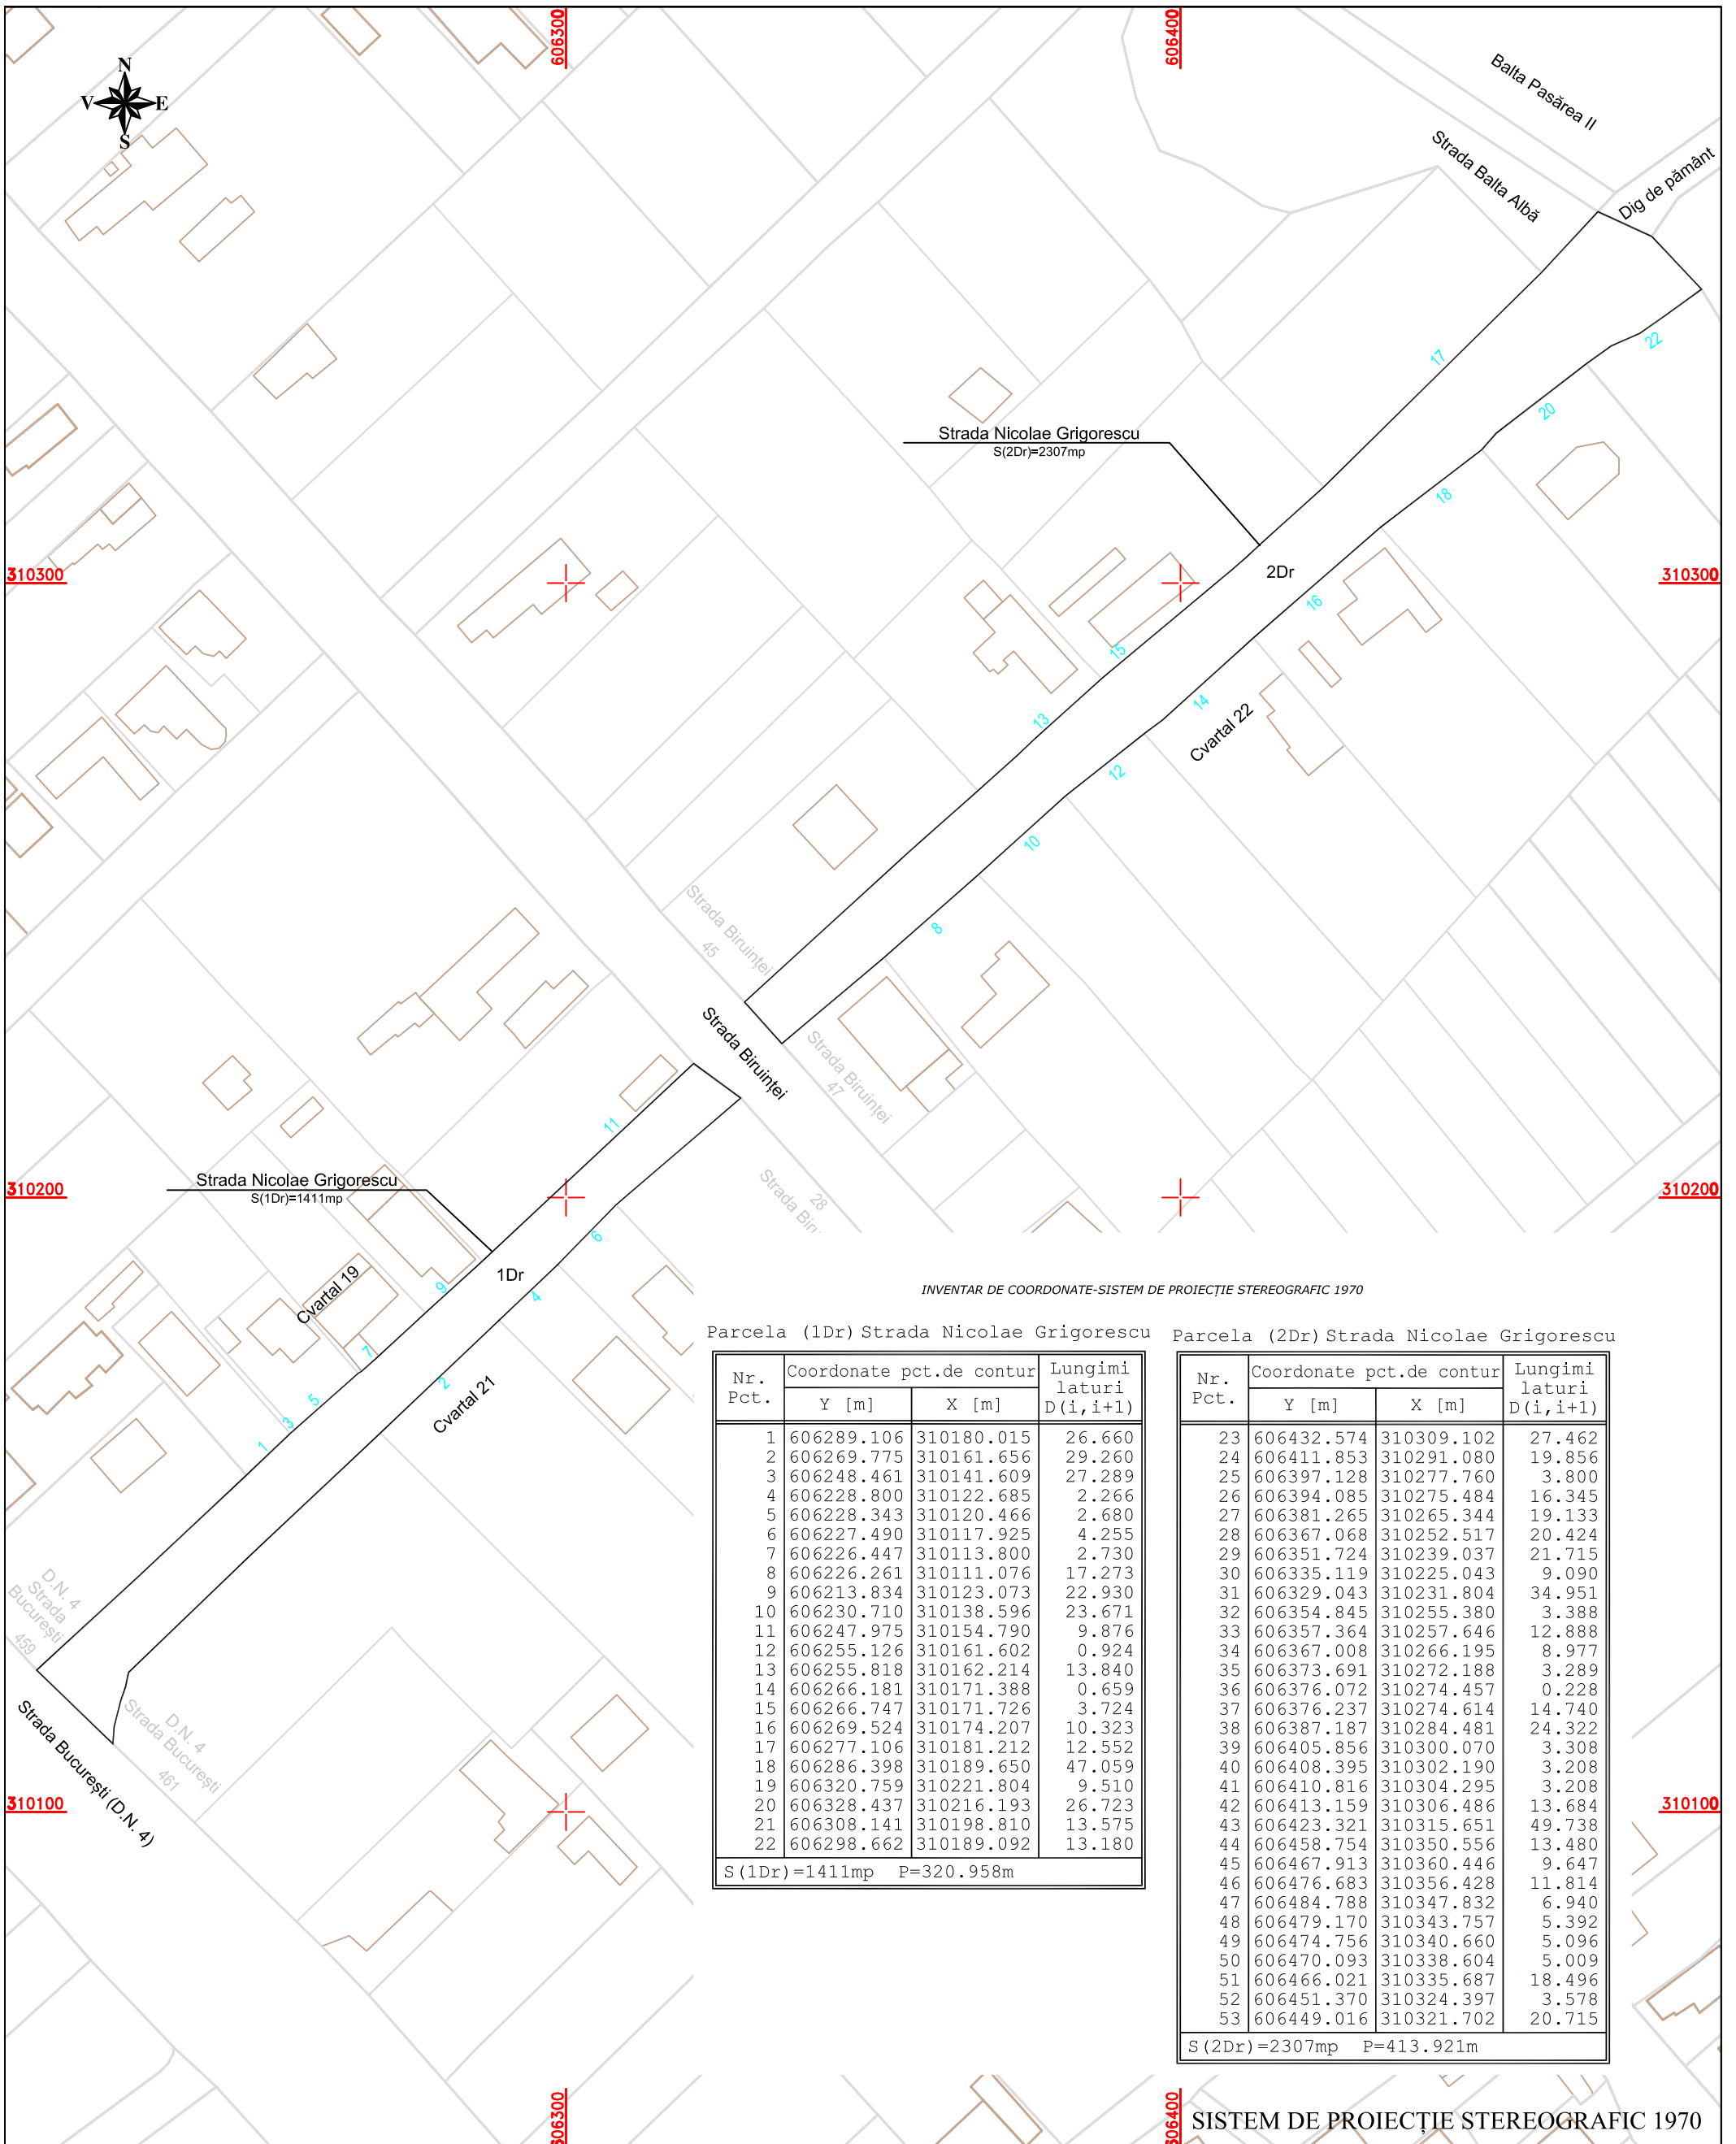 606300
606400
N
V
E
S
Balta Pasărea II
Strada Balta Albă
Dig de pământ
17
22
20
18
Strada Nicolae Grigorescu
S(2Dr)=2307mp
310300
310300
2Dr
16
15
14
13
Cvartal 22
12
10
8
Strada Biruinței
45
Strada Biruinței
Strada Biruinței
47
11
310200
310200
Strada Nicolae Grigorescu
S(1Dr)=1411mp
28
6
1Dr
9
4
Cvartal 19
7
2
Cvartal 21
5
3
1
INVENTAR DE COORDONATE-SISTEM DE PROIECȚIE STEREOGRAFIC 1970
Parcela (1Dr) Strada Nicolae Grigorescu
Nr. Pct. Coordonate pct.de contur Lungimi laturi D(i,i+1)
Y [m] X [m]
1 606289.106 310180.015 26.660
2 606269.775 310161.656 29.260
3 606248.461 310141.609 27.289
4 606228.800 310122.685 2.266
5 606228.343 310120.466 2.680
6 606227.490 310117.925 4.255
7 606226.447 310113.800 2.730
8 606226.261 310111.076 17.273
9 606213.834 310123.073 22.930
10 606230.710 310138.596 23.671
11 606247.975 310154.790 9.876
12 606255.126 310161.602 0.924
13 606255.818 310162.214 13.840
14 606266.181 310171.388 0.659
15 606266.747 310171.726 3.724
16 606269.524 310174.207 10.323
17 606277.106 310181.212 12.552
18 606286.398 310189.650 47.059
19 606320.759 310221.804 9.510
20 606328.437 310216.193 26.723
21 606308.141 310198.810 13.575
22 606298.662 310189.092 13.180
S(1Dr)=1411mp P=320.958m
Parcela (2Dr) Strada Nicolae Grigorescu
Nr. Pct. Coordonate pct.de contur Lungimi laturi D(i,i+1)
Y [m] X [m]
23 606432.574 310309.102 27.462
24 606411.853 310291.080 19.856
25 606397.128 310277.760 3.800
26 606394.085 310275.484 16.345
27 606381.265 310265.344 19.133
28 606367.068 310252.517 20.424
29 606351.724 310239.037 21.715
30 606335.119 310225.043 9.090
31 606329.043 310231.804 34.951
32 606354.845 310255.380 3.388
33 606357.364 310257.646 12.888
34 606367.008 310266.195 8.977
35 606373.691 310272.188 3.289
36 606376.072 310274.457 0.228
37 606376.237 310274.614 14.740
38 606387.187 310284.481 24.322
39 606405.856 310300.070 3.308
40 606408.395 310302.190 3.208
41 606410.816 310304.295 3.208
42 606413.159 310306.486 13.684
43 606423.321 310315.651 49.738
44 606458.754 310350.556 13.480
45 606467.913 310360.446 9.647
46 606476.683 310356.428 11.814
47 606484.788 310347.832 6.940
48 606479.170 310343.757 5.392
49 606474.756 310340.660 5.096
50 606470.093 310338.604 5.009
51 606466.021 310335.687 18.496
52 606451.370 310324.397 3.578
53 606449.016 310321.702 20.715
S(2Dr)=2307mp P=413.921m
D.N. 4
Strada
București
459
Strada București (D.N. 4)
D.N. 4
Strada București
461
310100
310100
606300
606400
SISTEM DE PROIECȚIE STEREOGRAFIC 1970